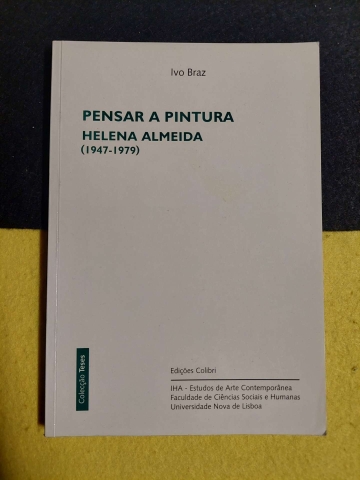 Ivo Braz
PENSAR A PINTURA
HELENA ALMEIDA
(1947-1979)
Colecção Teses
Edições Colibri
IHA - Estudos de Arte Contemporânea
Faculdade de Ciências Sociais e Humanas
Universidade Nova de Lisboa